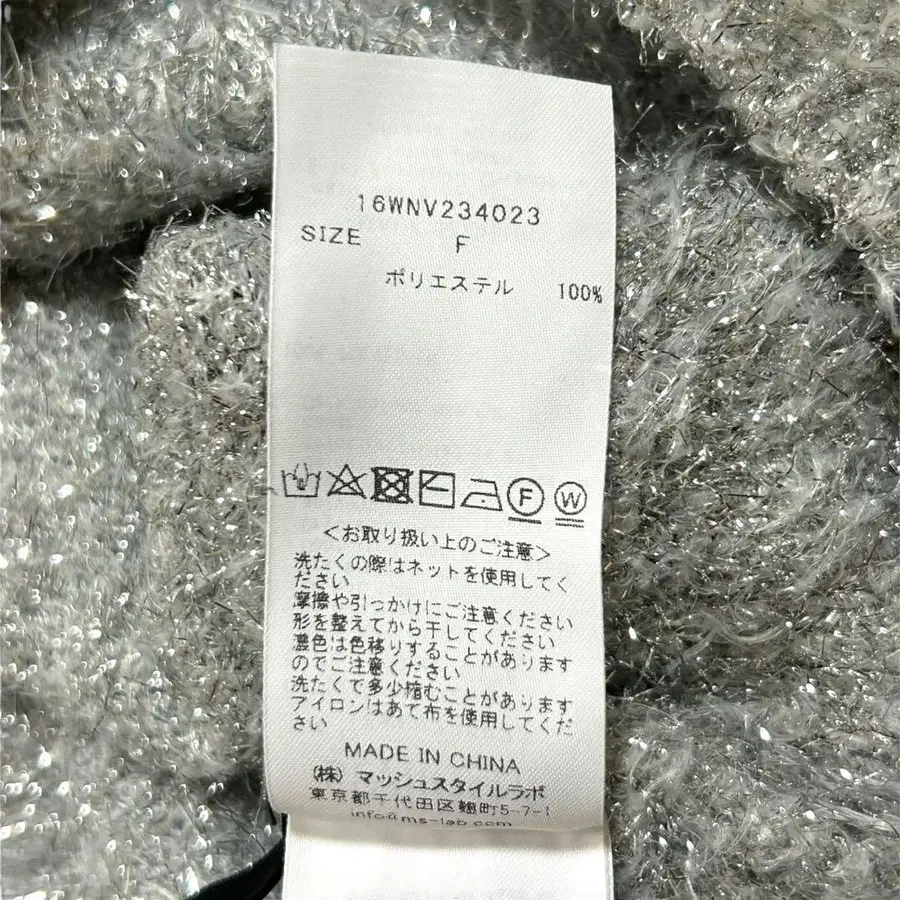 16WNV234023
SIZE F
ポリエステル 100%
F W
<お取り扱い上のご注意>
洗たくの際はネットを使用してく
ださい
摩擦や引っかけにご注意ください
形を整えてから干してください
濃色は色移りすることがあります
のでご注意ください
洗たくで多少縮むことがあります
アイロンはあて布を使用してくだ
さい
MADE IN CHINA
(株) マッシュスタイルラボ
東京都千代田区麹町5-7-1
info@ms-lab.com